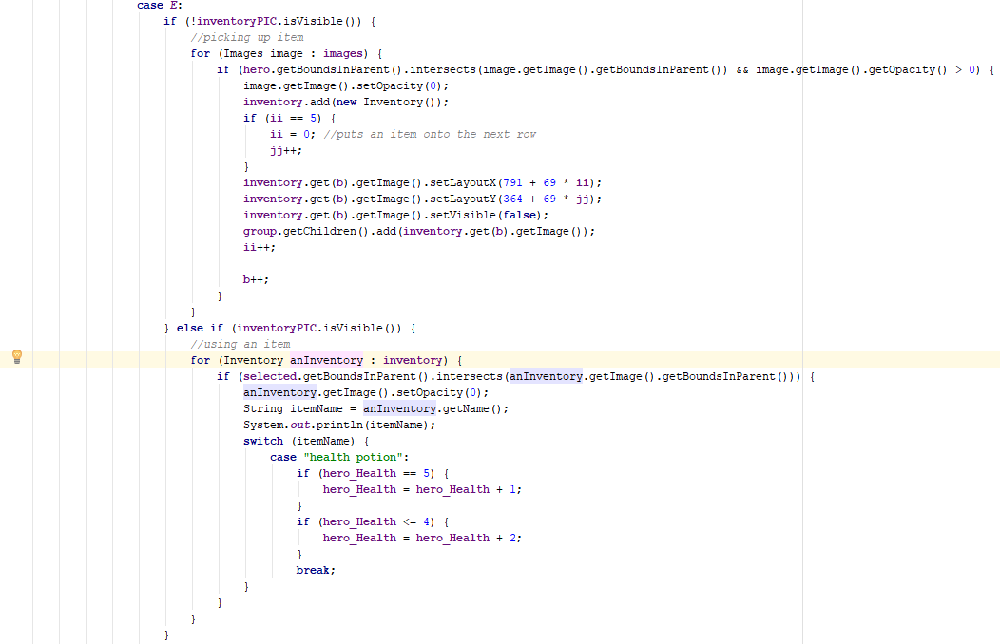 case E:
if (!inventoryPIC.isVisible()) {
//picking up item
for (Images image : images) {
if (hero.getBoundsInParent().intersects(image.getImage().getBoundsInParent()) && image.getImage().getOpacity() > 0) {
image.getImage().setOpacity(0);
inventory.add(new Inventory());
if (ii == 5) {
ii = 0; //puts an item onto the next row
jj++;
}
inventory.get(b).getImage().setLayoutX(791 + 69 * ii);
inventory.get(b).getImage().setLayoutY(364 + 69 * jj);
inventory.get(b).getImage().setVisible(false);
group.getChildren().add(inventory.get(b).getImage());
ii++;
b++;
}
}
} else if (inventoryPIC.isVisible()) {
//using an item
for (Inventory anInventory : inventory) {
if (selected.getBoundsInParent().intersects(anInventory.getImage().getBoundsInParent())) {
anInventory.getImage().setOpacity(0);
String itemName = anInventory.getName();
System.out.println(itemName);
switch (itemName) {
case "health potion":
if (hero_Health == 5) {
hero_Health = hero_Health + 1;
}
if (hero_Health <= 4) {
hero_Health = hero_Health + 2;
}
break;
}
}
}
}